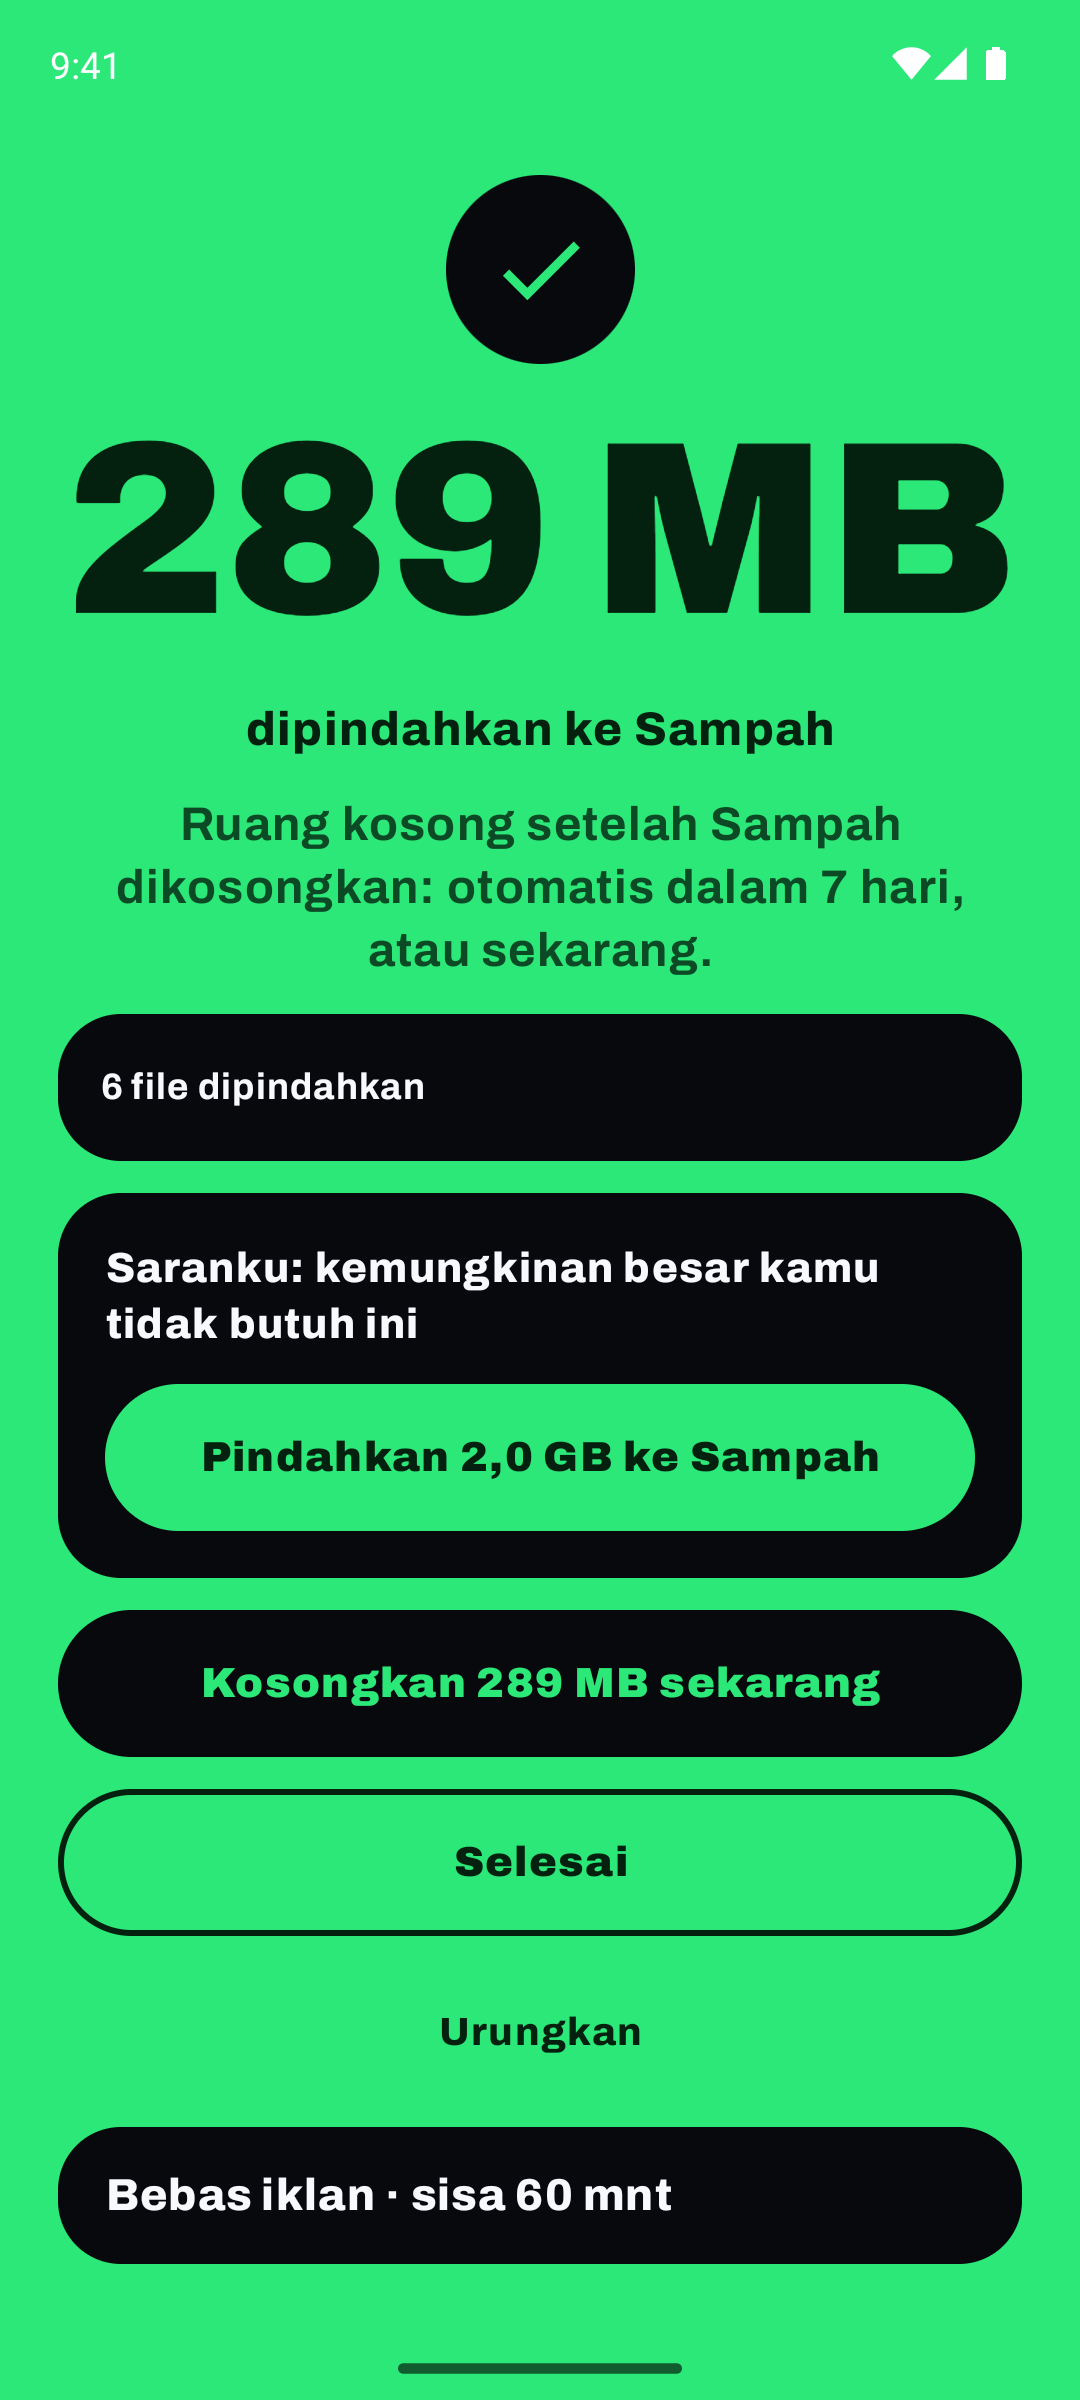 9:41
289 MB
dipindahkan ke Sampah
Ruang kosong setelah Sampah
dikosongkan: otomatis dalam 7 hari,
atau sekarang.
6 file dipindahkan
Saranku: kemungkinan besar kamu
tidak butuh ini
Pindahkan 2,0 GB ke Sampah
Kosongkan 289 MB sekarang
Selesai
Urungkan
Bebas iklan · sisa 60 mnt